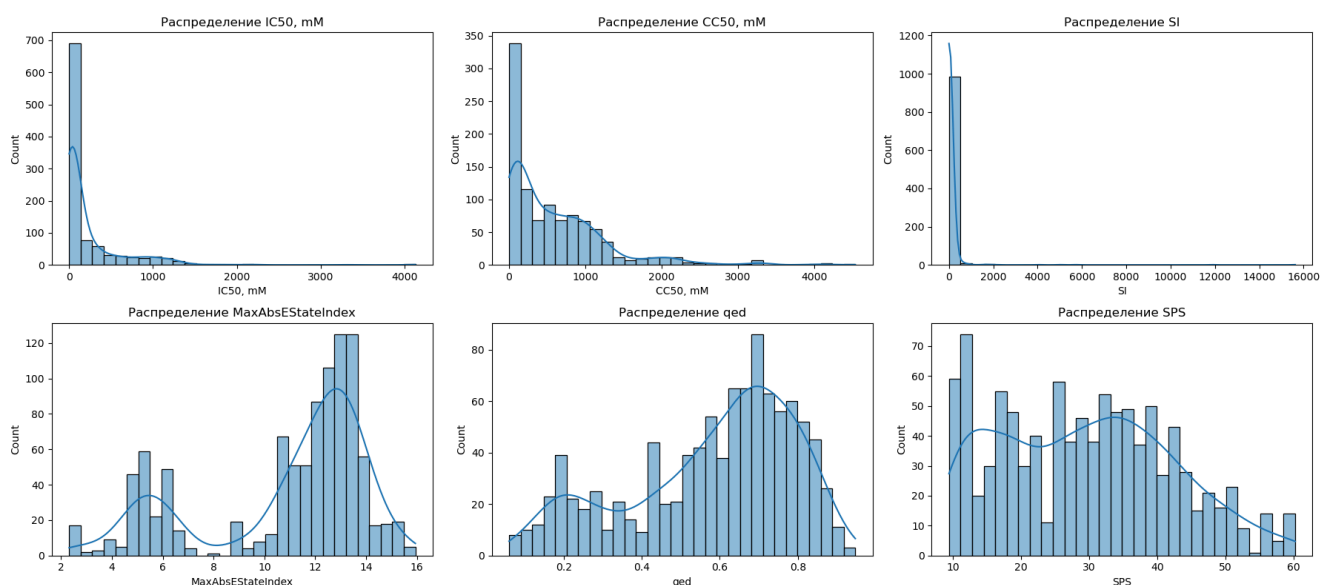 Распределение IC50, mM
Count
700
600
500
400
300
200
100
0
0 1000 2000 3000 4000
IC50, mM
Распределение CC50, mM
Count
350
300
250
200
150
100
50
0
0 1000 2000 3000 4000
CC50, mM
Распределение SI
Count
1200
1000
800
600
400
200
0
0 2000 4000 6000 8000 10000 12000 14000 16000
SI
Распределение MaxAbsEStateIndex
Count
120
100
80
60
40
20
0
2 4 6 8 10 12 14 16
MaxAbsEStateIndex
Распределение qed
Count
80
60
40
20
0
0.2 0.4 0.6 0.8
qed
Распределение SPS
Count
70
60
50
40
30
20
10
0
10 20 30 40 50 60
SPS